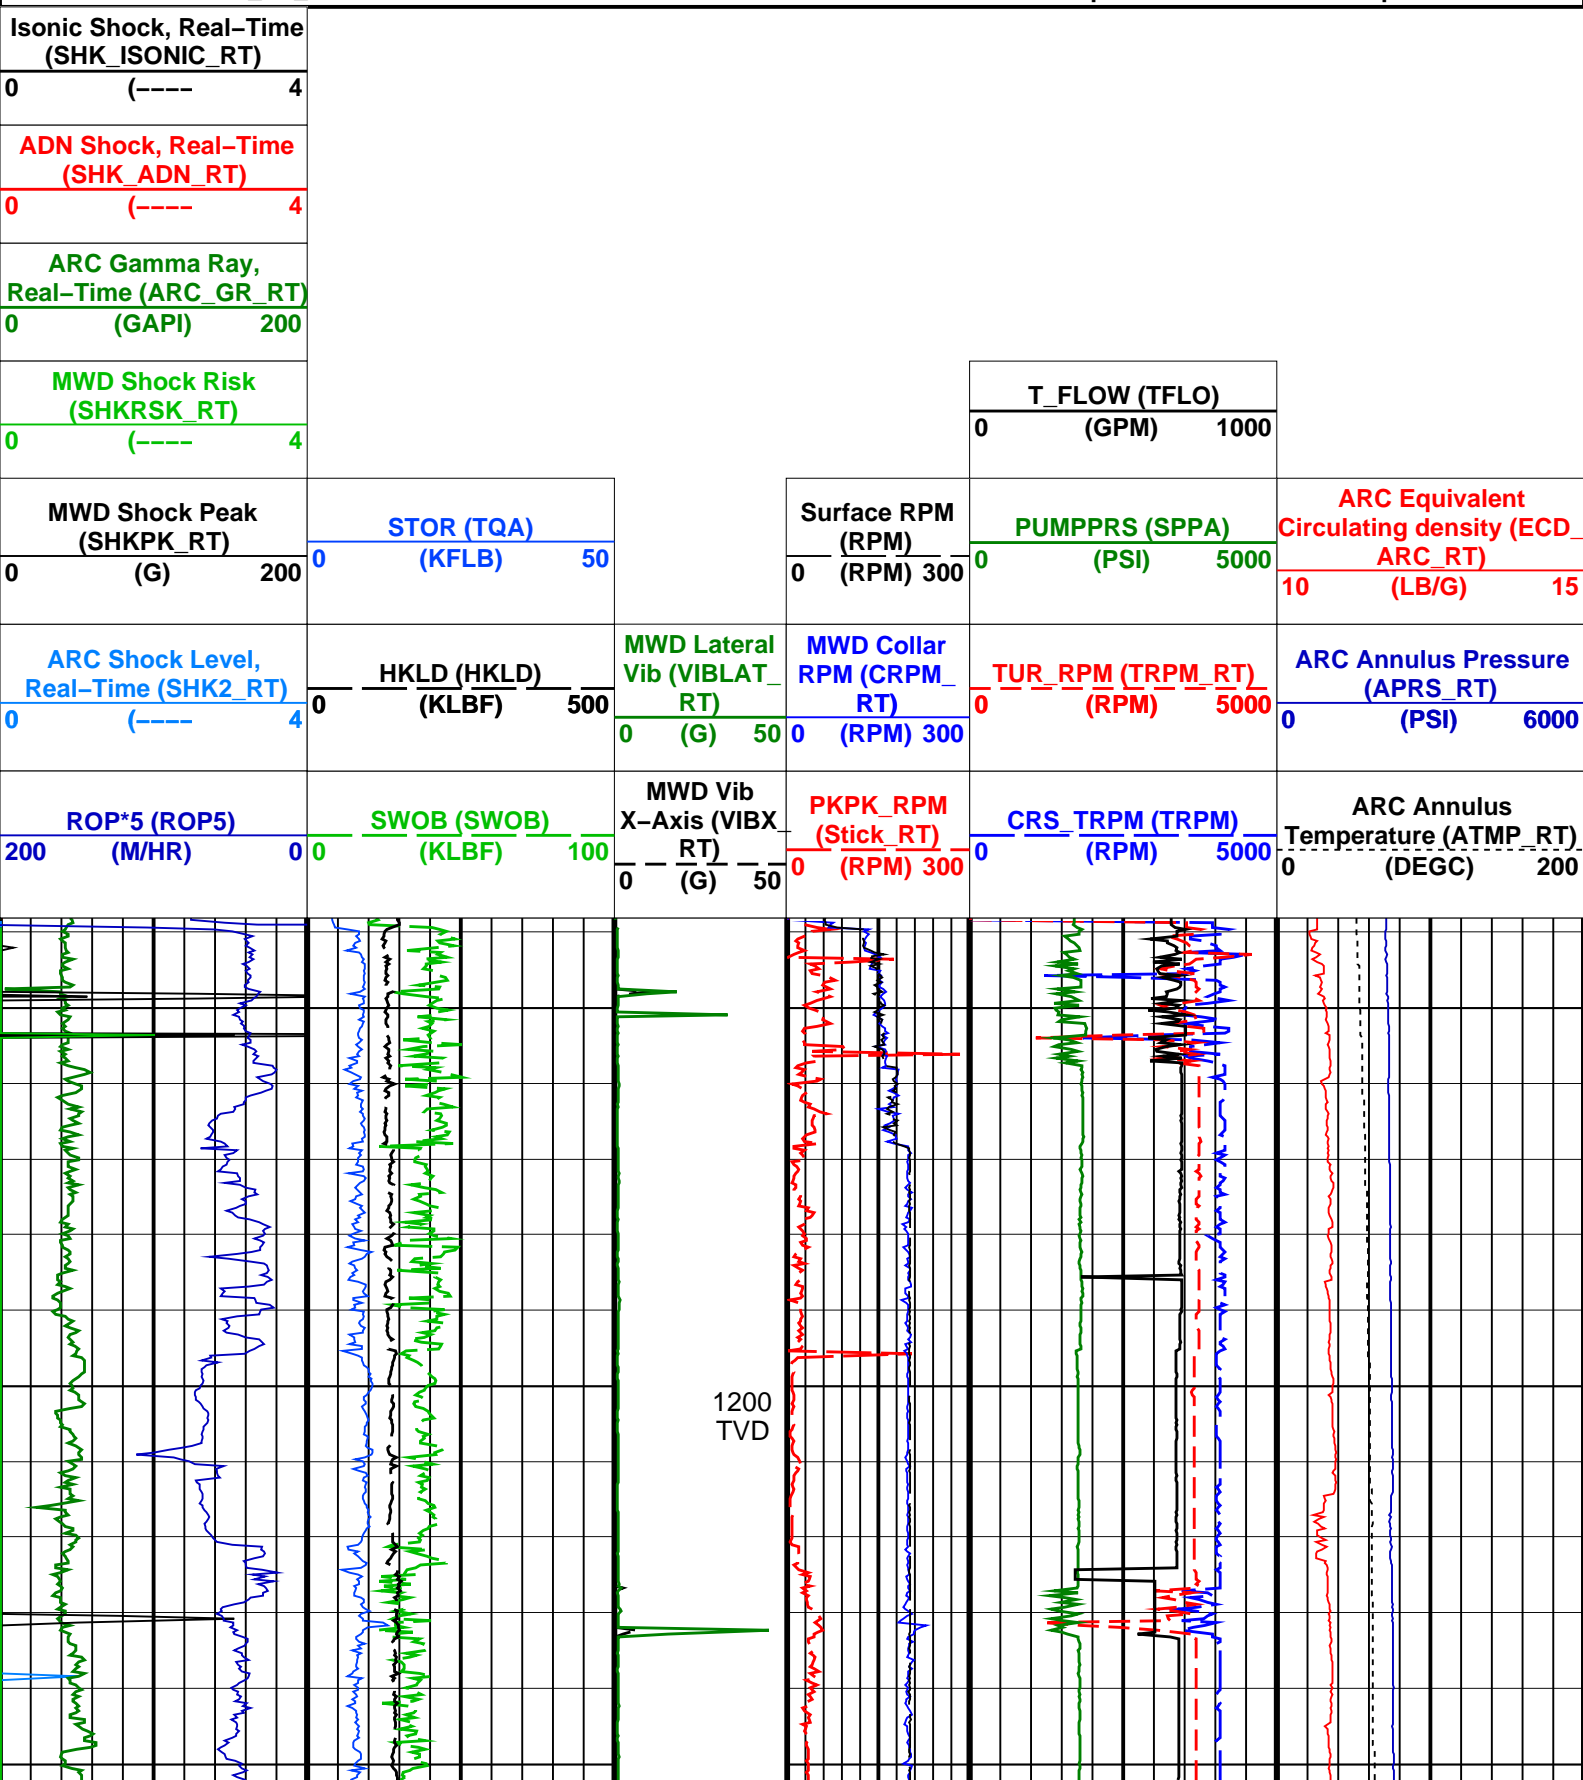 Isonic Shock, Real−Time
(SHK_ISONIC_RT)
0 (−−−− 4
ADN Shock, Real−Time
(SHK_ADN_RT)
0 (−−−− 4
ARC Gamma Ray,
Real−Time (ARC_GR_RT)
0 (GAPI) 200
MWD Shock Risk
(SHKRSK_RT)
0 (−−−− 4
T_FLOW (TFLO)
0 (GPM) 1000
MWD Shock Peak
(SHKPK_RT)
0 (G) 200
STOR (TQA)
0 (KFLB) 50
Surface RPM
(RPM)
0 (RPM) 300
PUMPPRS (SPPA)
0 (PSI) 5000
ARC Equivalent
Circulating density (ECD_
ARC_RT)
10 (LB/G) 15
ARC Shock Level,
Real−Time (SHK2_RT)
0 (−−−− 4
HKLD (HKLD)
0 (KLBF) 500
MWD Lateral
Vib (VIBLAT_
RT)
0 (G) 50
MWD Collar
RPM (CRPM_
RT)
0 (RPM) 300
TUR_RPM (TRPM_RT)
0 (RPM) 5000
ARC Annulus Pressure
(APRS_RT)
0 (PSI) 6000
ROP*5 (ROP5)
200 (M/HR) 0
SWOB (SWOB)
0 (KLBF) 100
MWD Vib
X−Axis (VIBX_
RT)
0 (G) 50
PKPK_RPM
(Stick_RT)
0 (RPM) 300
CRS_TRPM (TRPM)
0 (RPM) 5000
ARC Annulus
Temperature (ATMP_RT)
0 (DEGC) 200
1200
TVD